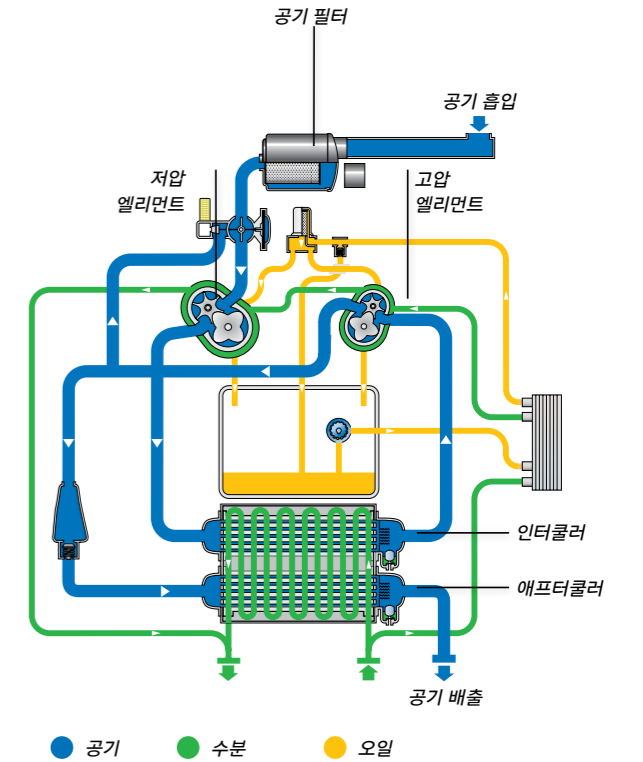 공기 필터
공기 흡입
저압
엘리먼트
고압
엘리먼트
인터쿨러
애프터쿨러
공기 배출
공기
수분
오일